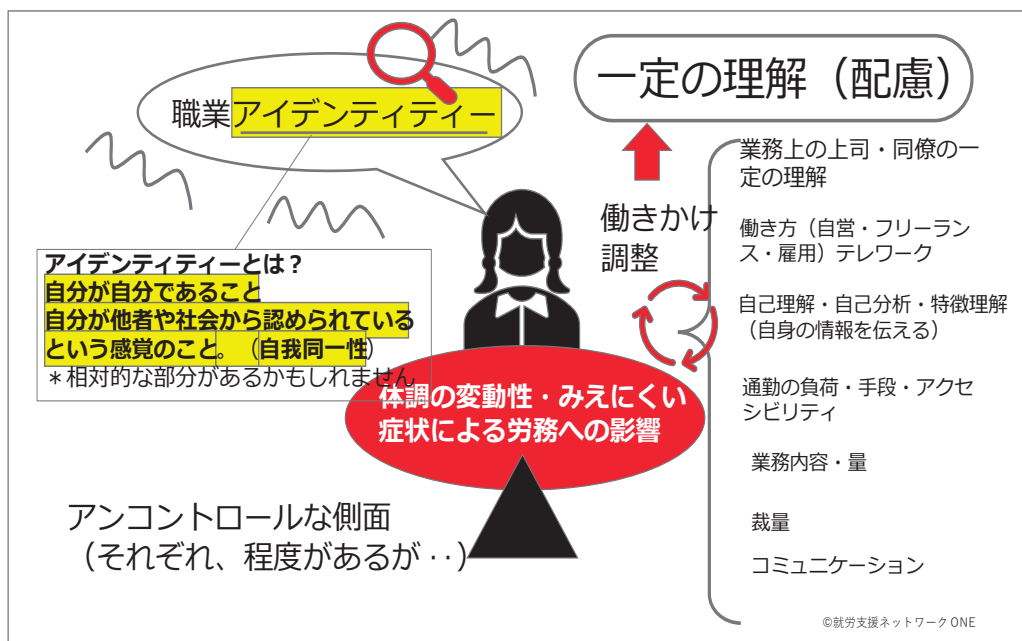 職業アイデンティティー
アイデンティティーとは？
自分が自分であること
自分が他者や社会から認められている
という感覚のこと。（自我同一性）
＊相対的な部分があるかもしれません
体調の変動性・みえにくい
症状による労務への影響
アンコントロールな側面
（それぞれ、程度があるが‥）
一定の理解（配慮）
働きかけ
調整
業務上の上司・同僚の一
定の理解
働き方（自営・フリーラン
ス・雇用）テレワーク
自己理解・自己分析・特徴理解
（自身の情報を伝える）
通勤の負荷・手段・アクセ
シビリティ
業務内容・量
裁量
コミュニケーション
©就労支援ネットワーク ONE